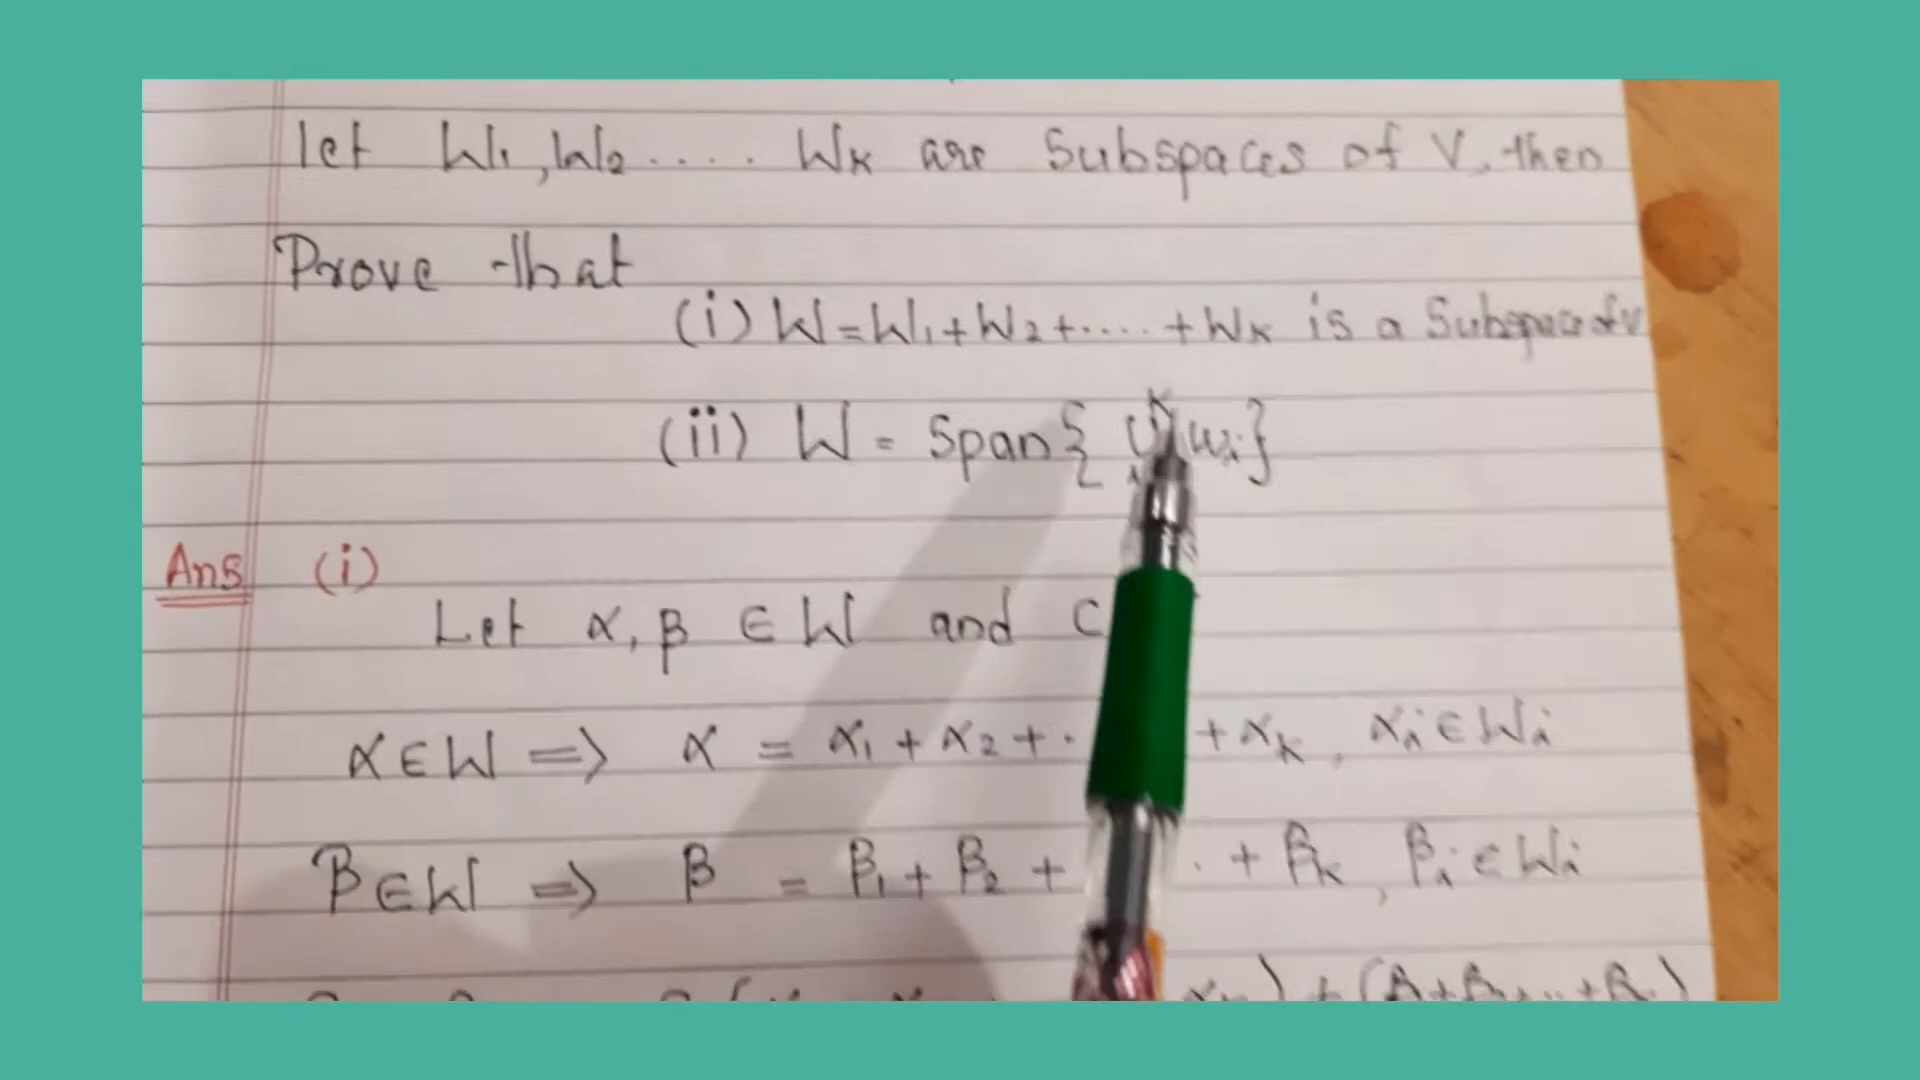 let W₁, W₂ .... Wₖ are Subspaces of V, then
Prove that
(i) W = W₁ + W₂ + ..... + Wₖ is a Subspace of V
(ii) W = Span { ⋃ wᵢ }
Ans (i)
Let α, β ∈ W and C
α ∈ W => α = α₁ + α₂ + . + αₖ, αᵢ ∈ Wᵢ
β ∈ W => β = β₁ + β₂ + . + βₖ, βᵢ ∈ Wᵢ